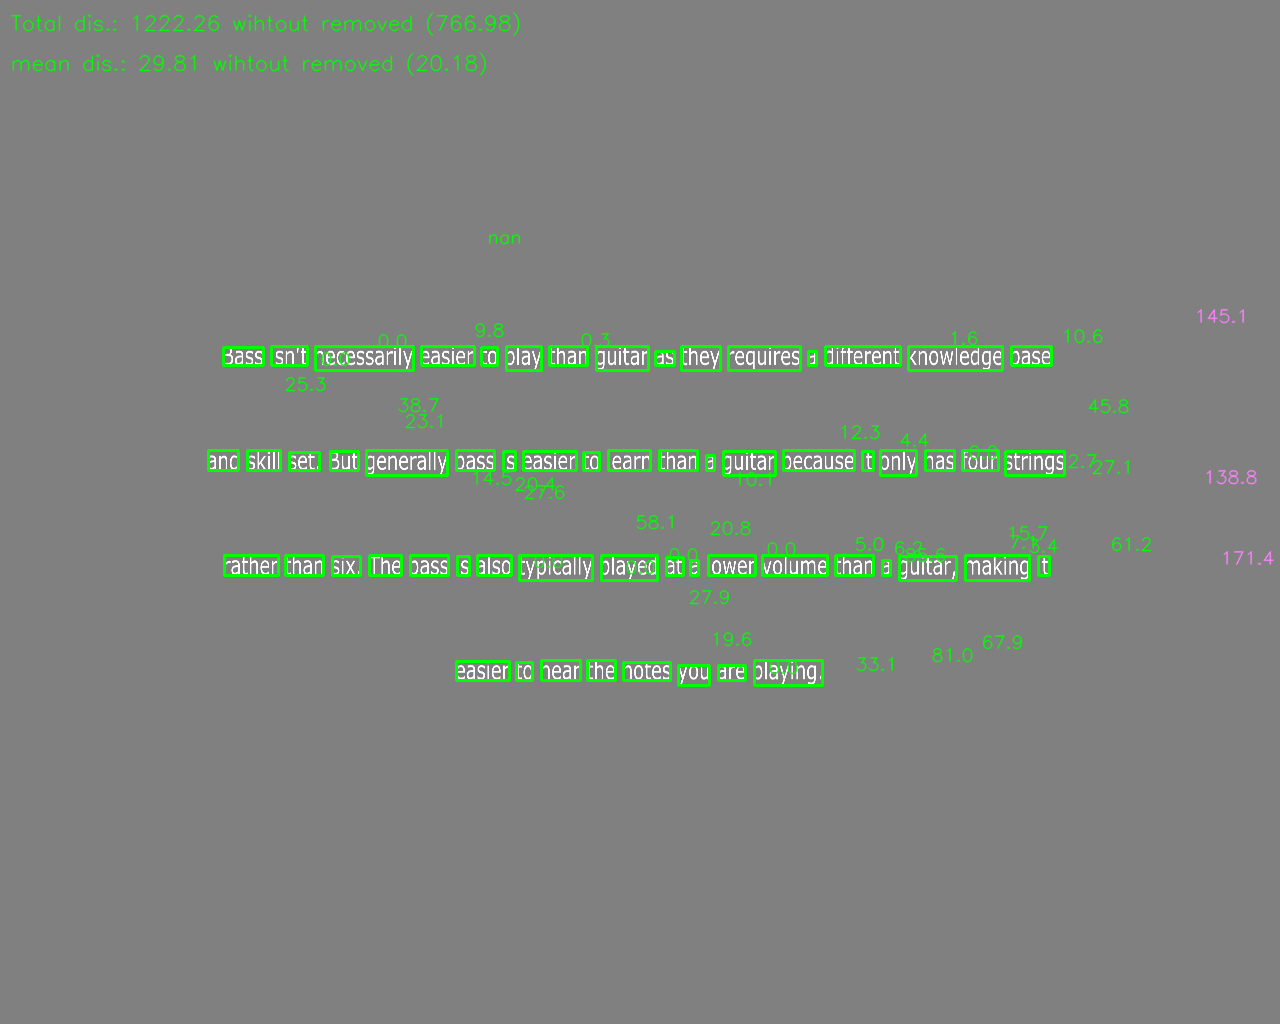 Total dis.: 1222.26 wihtout removed (766.98)
mean dis.: 29.81 wihtout removed (20.18)
nan
145.1
9.8
0.0 0.3 1.6 10.6
Bass isn't necessarily easier to play than guitar as they requires a different knowledge base
25.3
38.7 45.8
23.1
12.3 4.4
and skill set. But generally bass is easier to learn than a guitar because it only has four strings
2.7 27.1
14.5 20.4 138.8
27.6
58.1 20.8 15.7
0.0 0.0 5.0 6.2 61.2
171.4
rather than six. The bass is also typically played at a lower volume than a guitar, making it
27.9
19.6 67.9
33.1 81.0
easier to hear the notes you are playing.